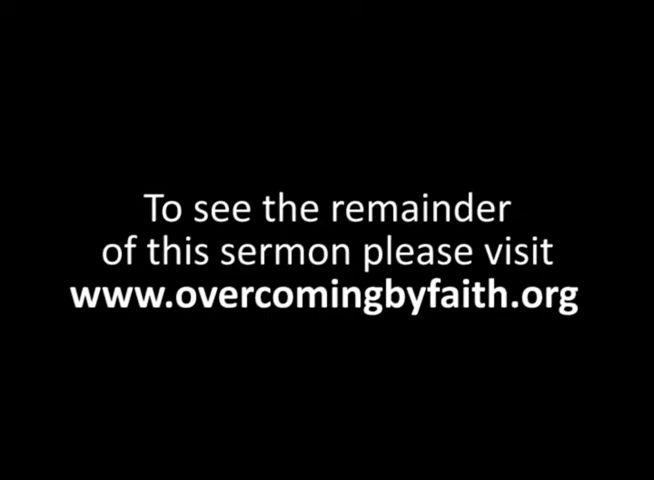 To see the remainder
of this sermon please visit
www.overcomingbyfaith.org